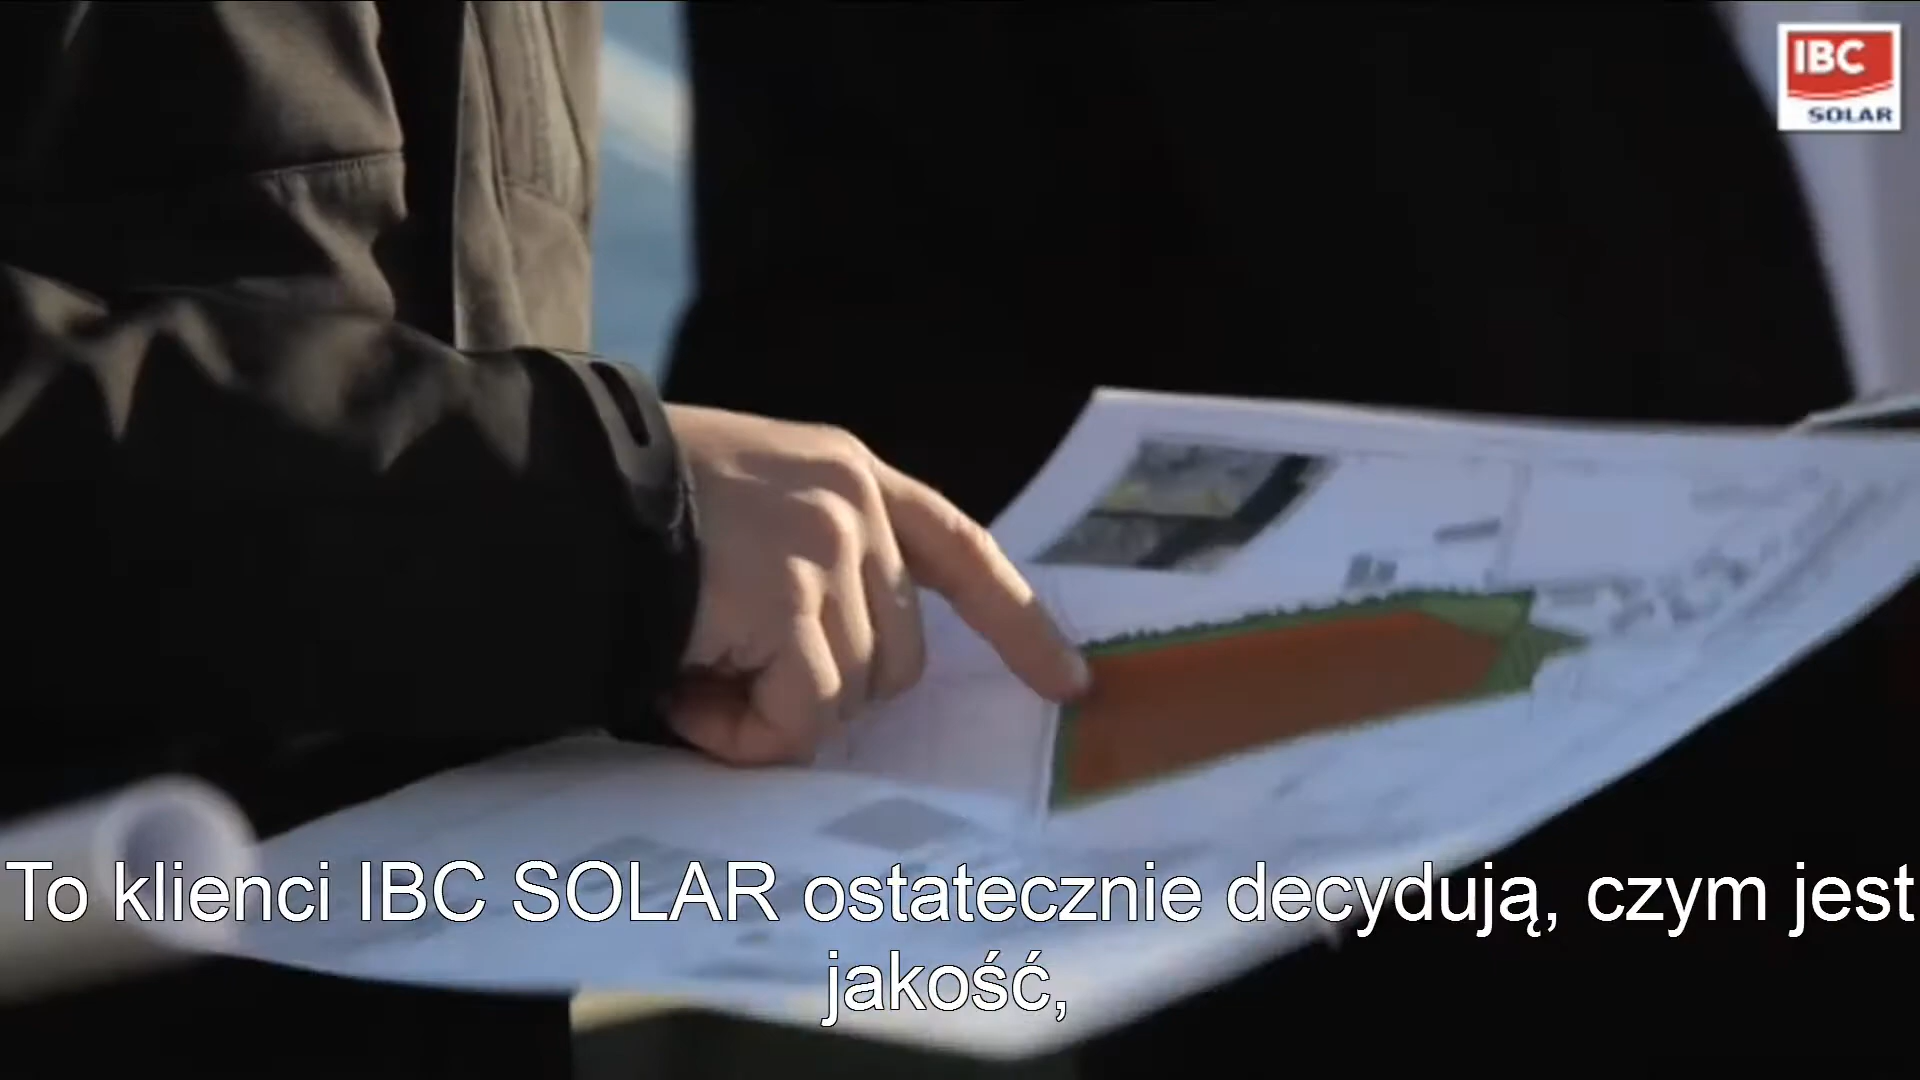 IBC
SOLAR
To klienci IBC SOLAR ostatecznie decydują, czym jest
jakość,